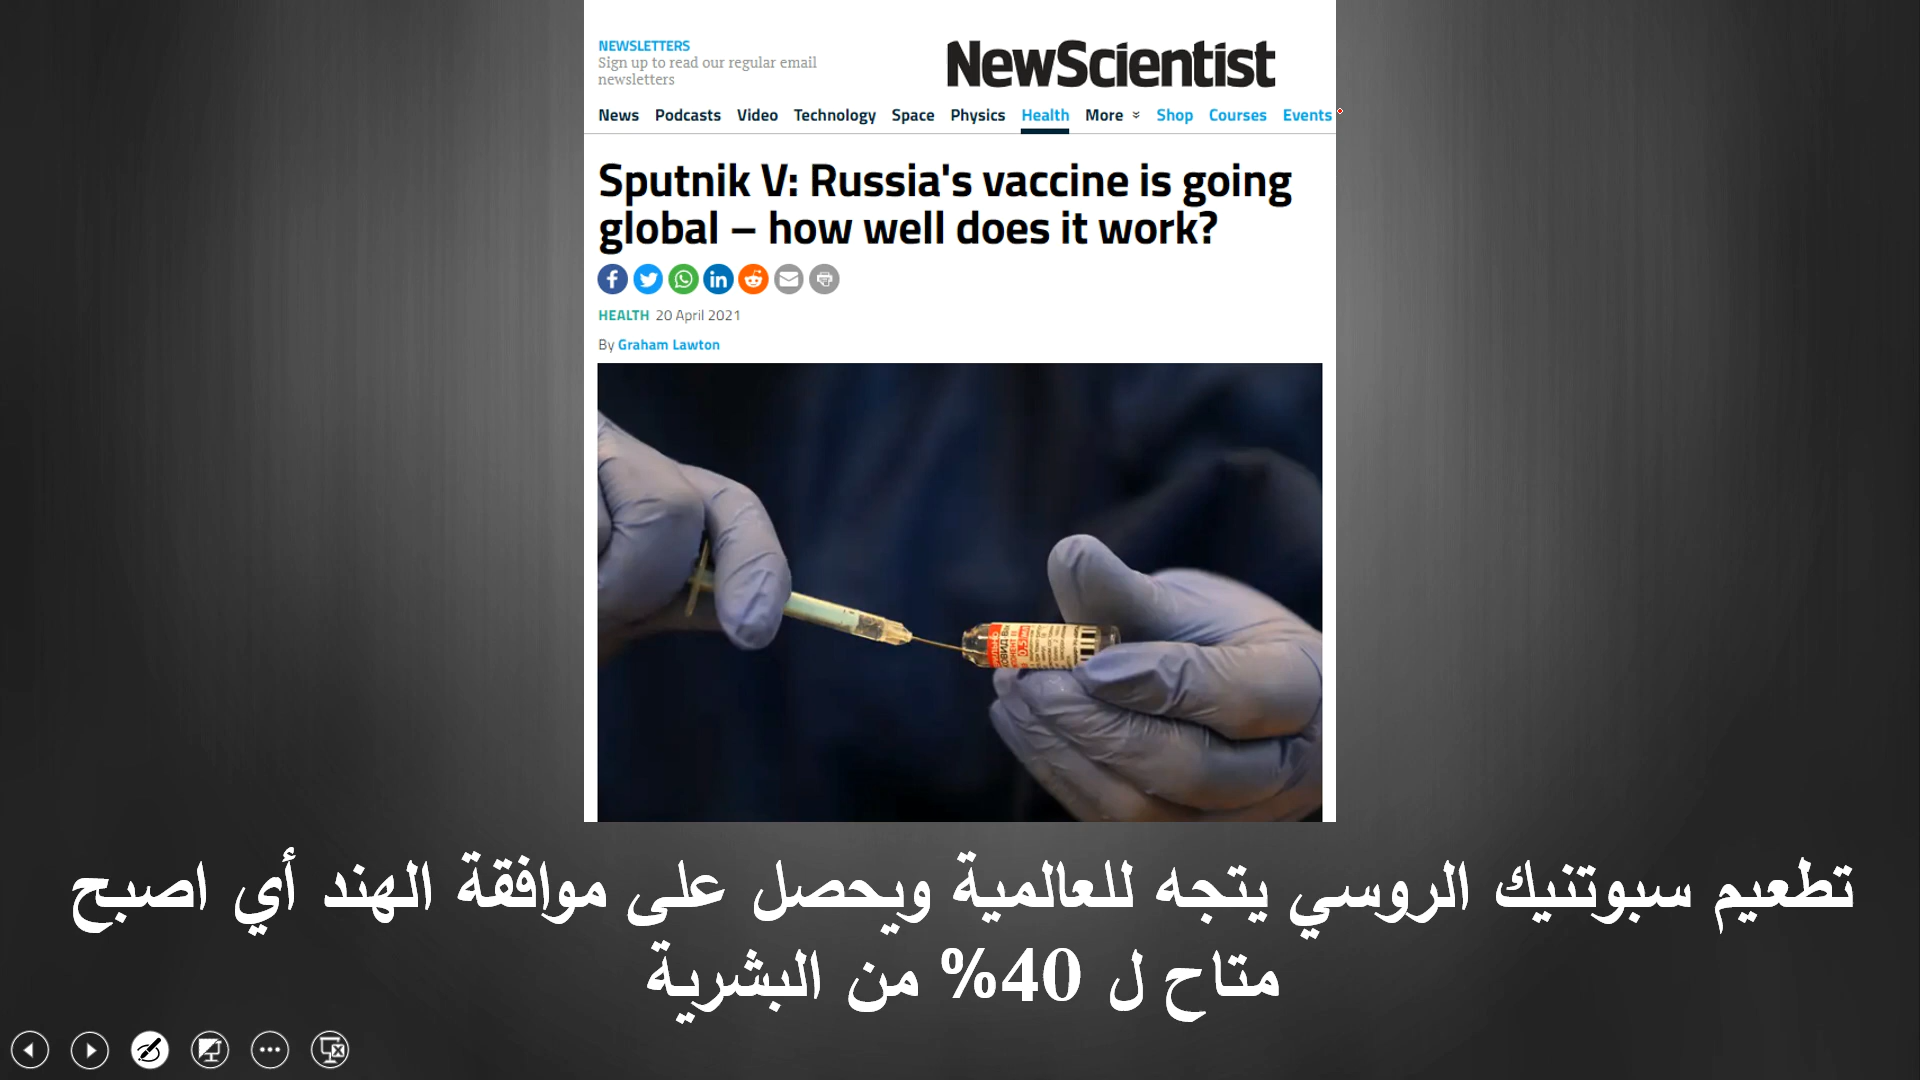 NEWSLETTERS
Sign up to read our regular email
newsletters
NewScientist
News Podcasts Video Technology Space Physics Health More Shop Courses Events
Sputnik V: Russia's vaccine is going
global – how well does it work?
HEALTH 20 April 2021
By Graham Lawton
تطعيم سبوتنيك الروسي يتجه للعالمية ويحصل على موافقة الهند أي اصبح
متاح ل 40% من البشرية